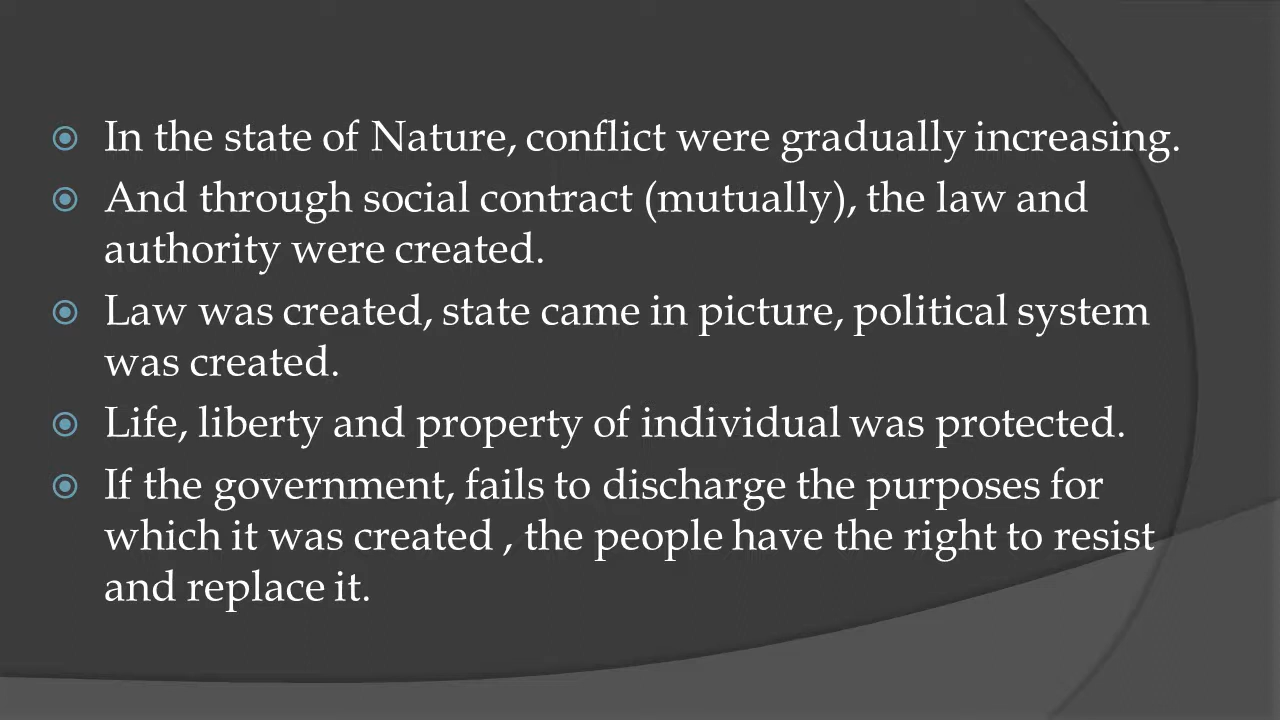 In the state of Nature, conflict were gradually increasing.
And through social contract (mutually), the law and
authority were created.
Law was created, state came in picture, political system
was created.
Life, liberty and property of individual was protected.
If the government, fails to discharge the purposes for
which it was created , the people have the right to resist
and replace it.